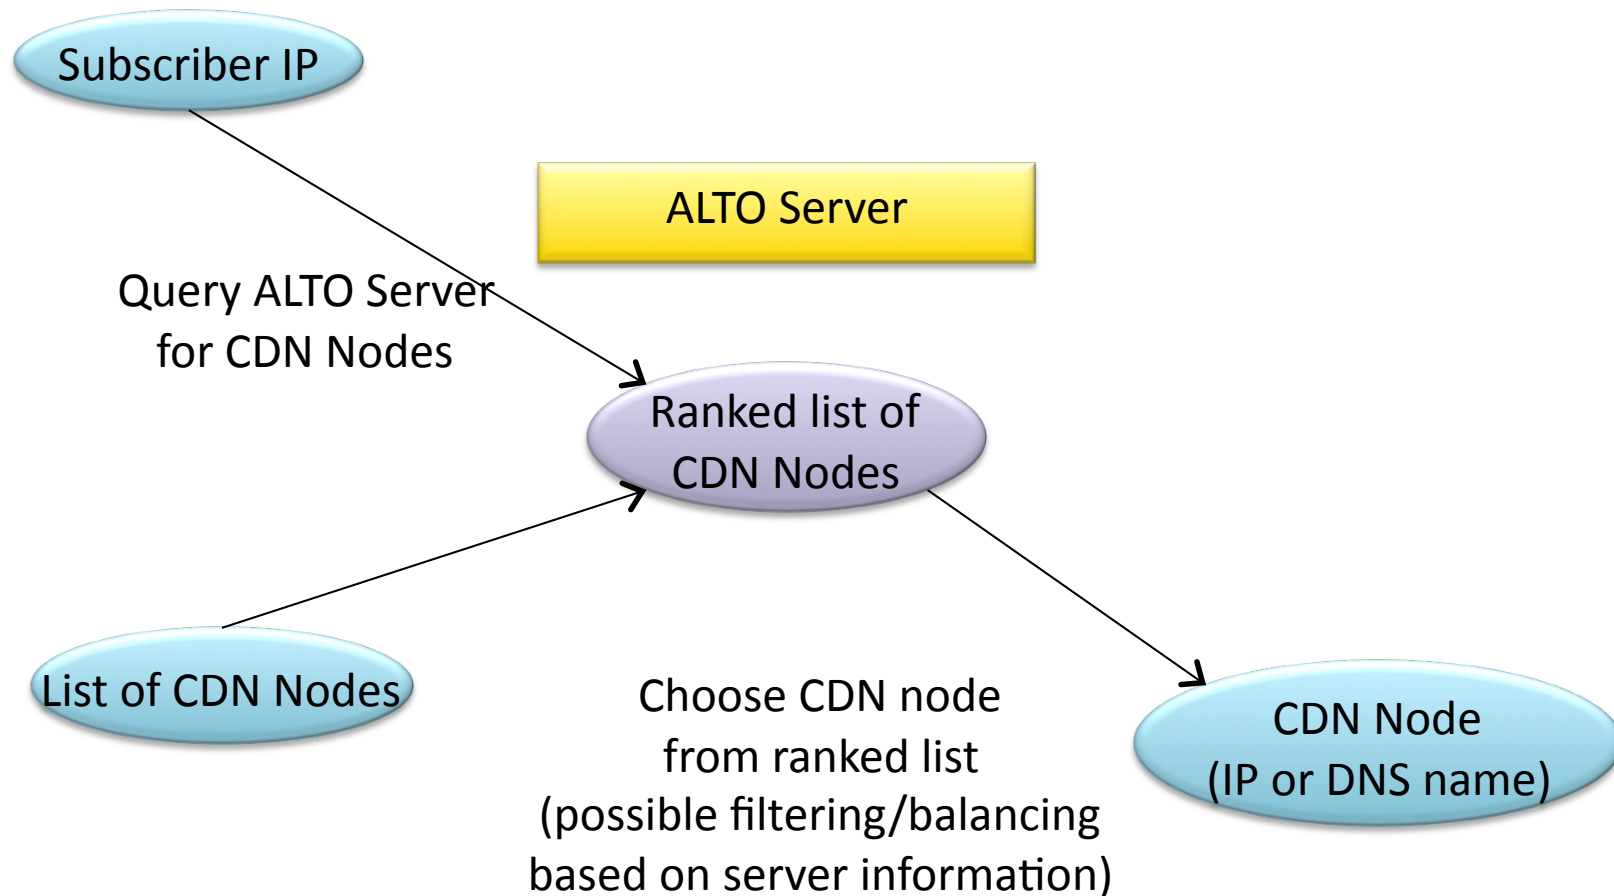 Subscriber IP
ALTO Server
Query ALTO Server
for CDN Nodes
Ranked list of
CDN Nodes
List of CDN Nodes
Choose CDN node
from ranked list
(possible filtering/balancing
based on server information)
CDN Node
(IP or DNS name)